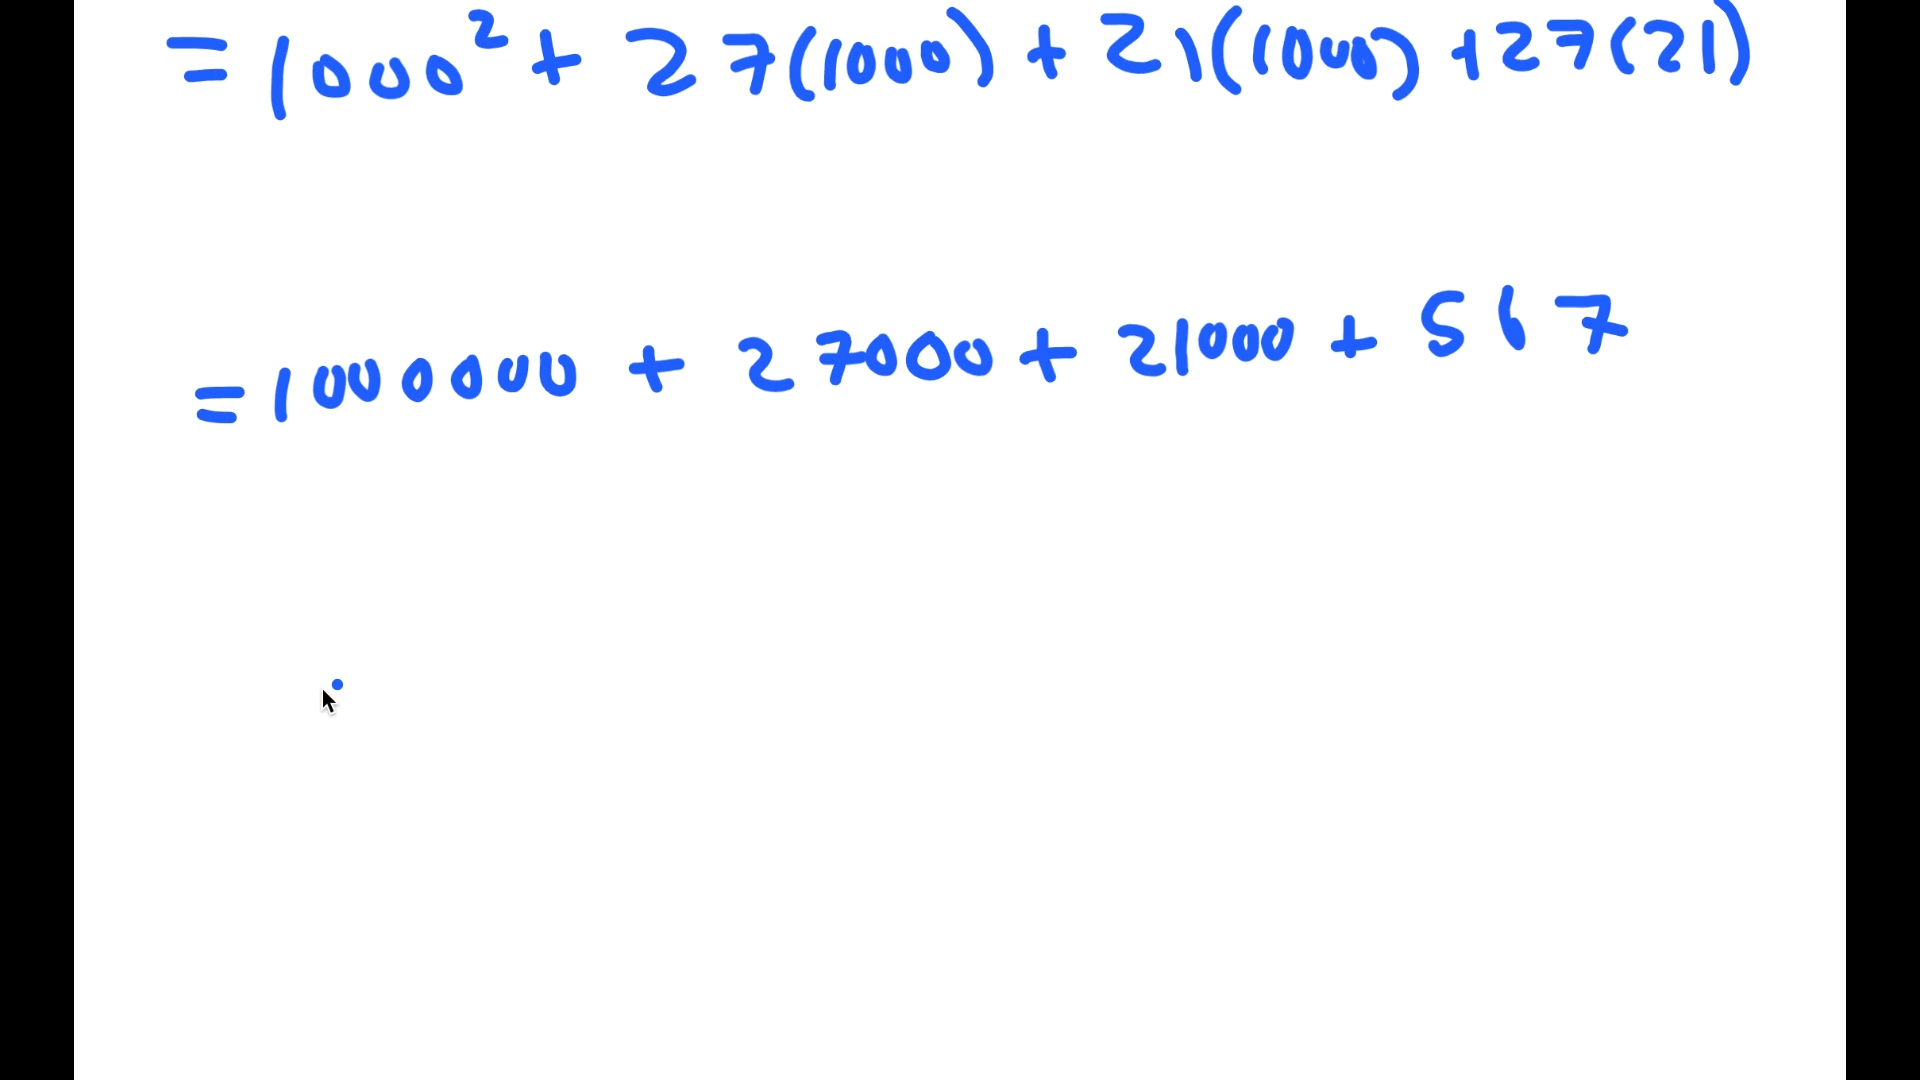 = 1000² + 27(1000) + 21(1000) + 27(21)
= 1000000 + 27000 + 21000 + 567